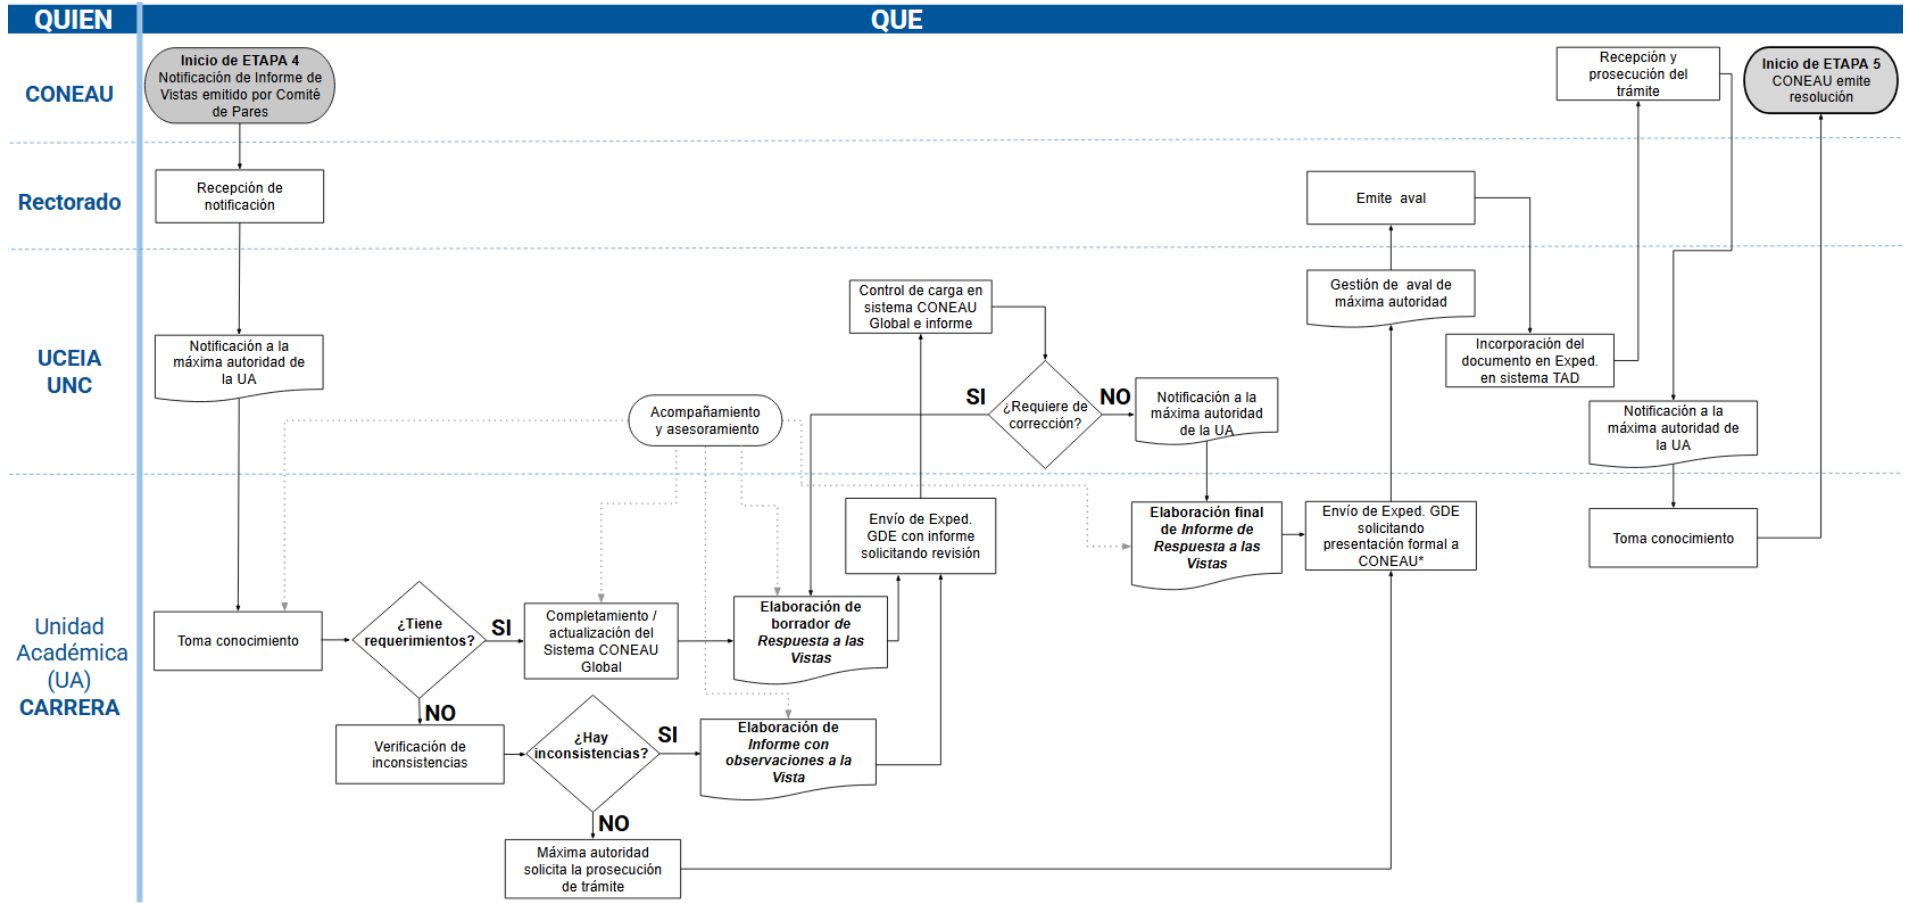 QUIEN
QUE
CONEAU
Inicio de ETAPA 4
Notificación de Informe de
Vistas emitido por Comité
de Pares
Recepción y
prosecución del
trámite
Inicio de ETAPA 5
CONEAU emite
resolución
Rectorado
Recepción de
notificación
Emite aval
UCEIA
UNC
Notificación a la
máxima autoridad de
la UA
Acompañamiento
y asesoramiento
Control de carga en
sistema CONEAU
Global e informe
SI
¿Requiere de
corrección?
NO
Notificación a la
máxima autoridad
de la UA
Gestión de aval de
máxima autoridad
Incorporación del
documento en Exped.
en sistema TAD
Notificación a la
máxima autoridad de
la UA
Unidad
Académica
(UA)
CARRERA
Toma conocimiento
¿Tiene
requerimientos?
SI
NO
Completamiento /
actualización del
Sistema CONEAU
Global
Elaboración de
borrador de
Respuesta a las
Vistas
Envío de Exped.
GDE con informe
solicitando revisión
Elaboración final
de Informe de
Respuesta a las
Vistas
Envío de Exped. GDE
solicitando
presentación formal a
CONEAU*
Toma conocimiento
Verificación de
inconsistencias
¿Hay
inconsistencias?
SI
NO
Elaboración de
Informe con
observaciones a la
Vista
Máxima autoridad
solicita la prosecución
de trámite